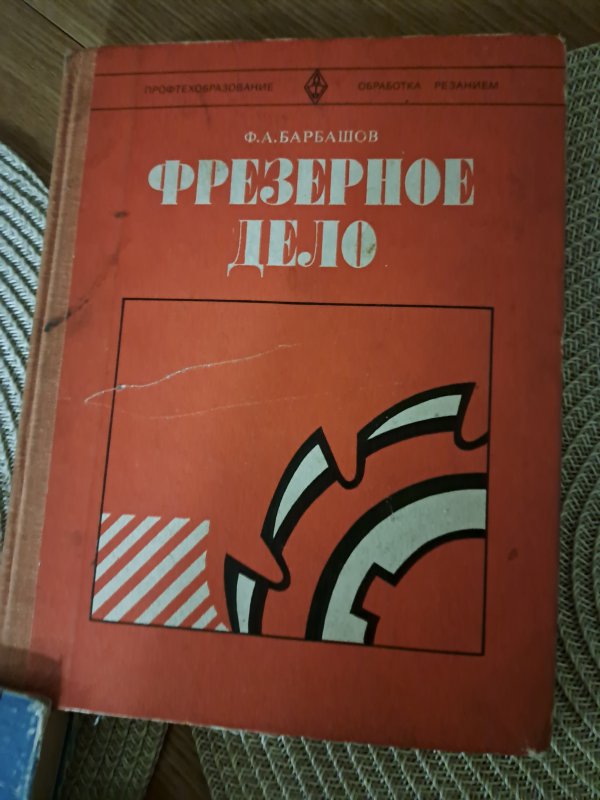 ПРОФТЕХОБРАЗОВАНИЕ ОБРАБОТКА РЕЗАНИЕМ
Ф.А.БАРБАШОВ
ФРЕЗЕРНОЕ
ДЕЛО